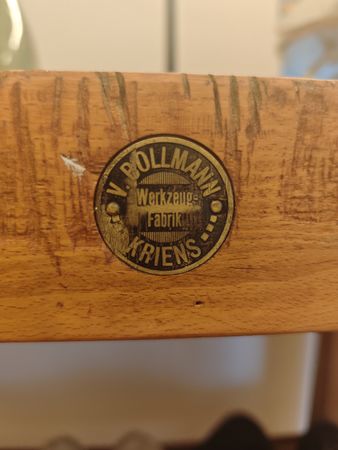 V. BOLLMANN
Werkzeug-
Fabrik
KRIENS